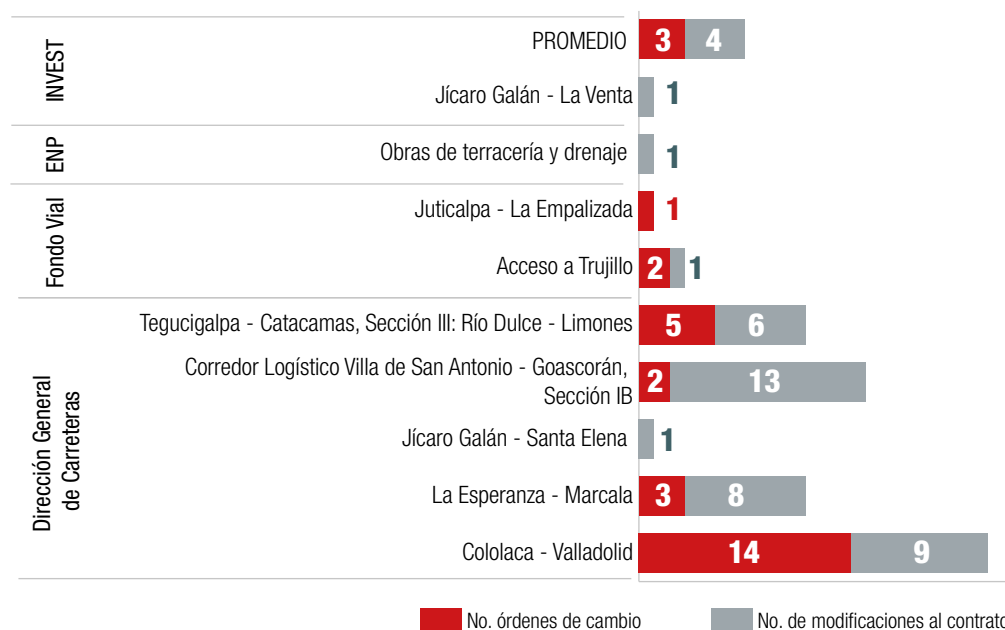 INVEST
PROMEDIO 3 4
Jícaro Galán - La Venta 1
ENP
Obras de terracería y drenaje 1
Fondo Vial
Juticalpa - La Empalizada 1
Acceso a Trujillo 2 1
Dirección General
de Carreteras
Tegucigalpa - Catacamas, Sección III: Río Dulce - Limones 5 6
Corredor Logístico Villa de San Antonio - Goascorán,
Sección IB 2 13
Jícaro Galán - Santa Elena 1
La Esperanza - Marcala 3 8
Cololaca - Valladolid 14 9
No. órdenes de cambio
No. de modificaciones al contrato